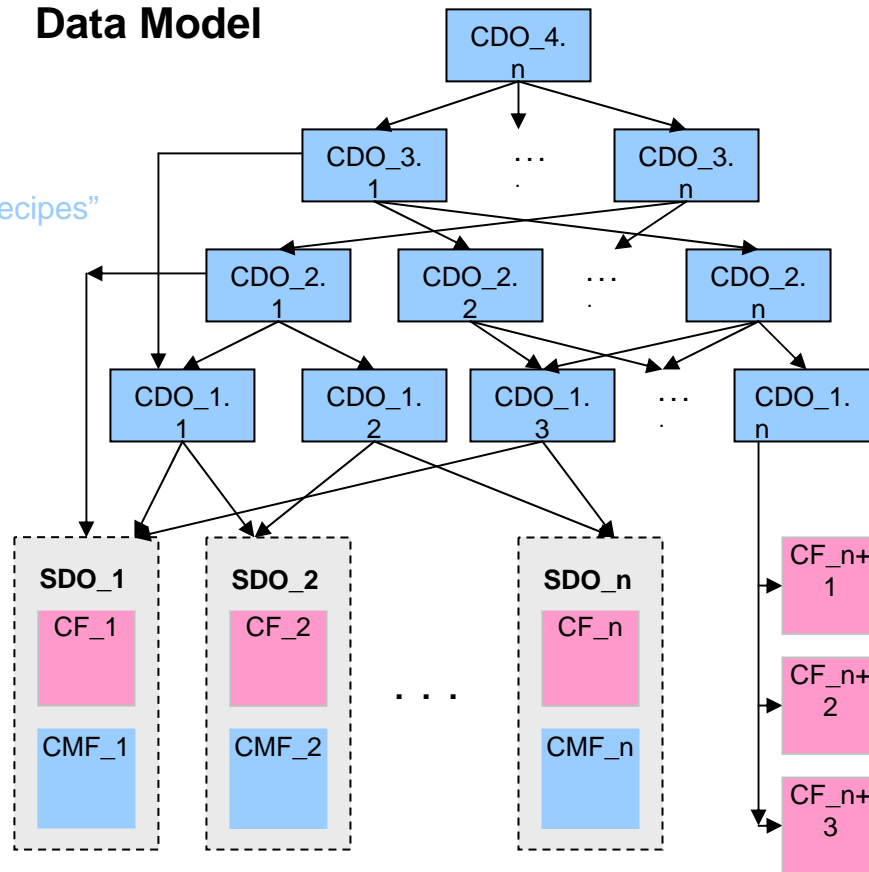 Data Model
CDO_4.
n
CDO_3.
1
. . .
.
CDO_3.
n
ecipes”
CDO_2.
1
CDO_2.
2
. . .
.
CDO_2.
n
CDO_1.
1
CDO_1.
2
CDO_1.
3
. . .
.
CDO_1.
n
SDO_1
CF_1
CMF_1
SDO_2
CF_2
CMF_2
. . .
SDO_n
CF_n
CMF_n
CF_n+
1
CF_n+
2
CF_n+
3